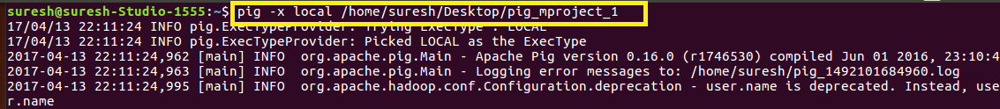 suresh@suresh-Studio-1555:~$ pig -x local /home/suresh/Desktop/pig_mproject_1
17/04/13 22:11:24 INFO pig.ExecTypeProvider: Trying ExecType : LOCAL
17/04/13 22:11:24 INFO pig.ExecTypeProvider: Picked LOCAL as the ExecType
2017-04-13 22:11:24,962 [main] INFO  org.apache.pig.Main - Apache Pig version 0.16.0 (r1746530) compiled Jun 01 2016, 23:10:4
2017-04-13 22:11:24,963 [main] INFO  org.apache.pig.Main - Logging error messages to: /home/suresh/pig_1492101684960.log
2017-04-13 22:11:24,995 [main] INFO  org.apache.hadoop.conf.Configuration.deprecation - user.name is deprecated. Instead, use
r.name